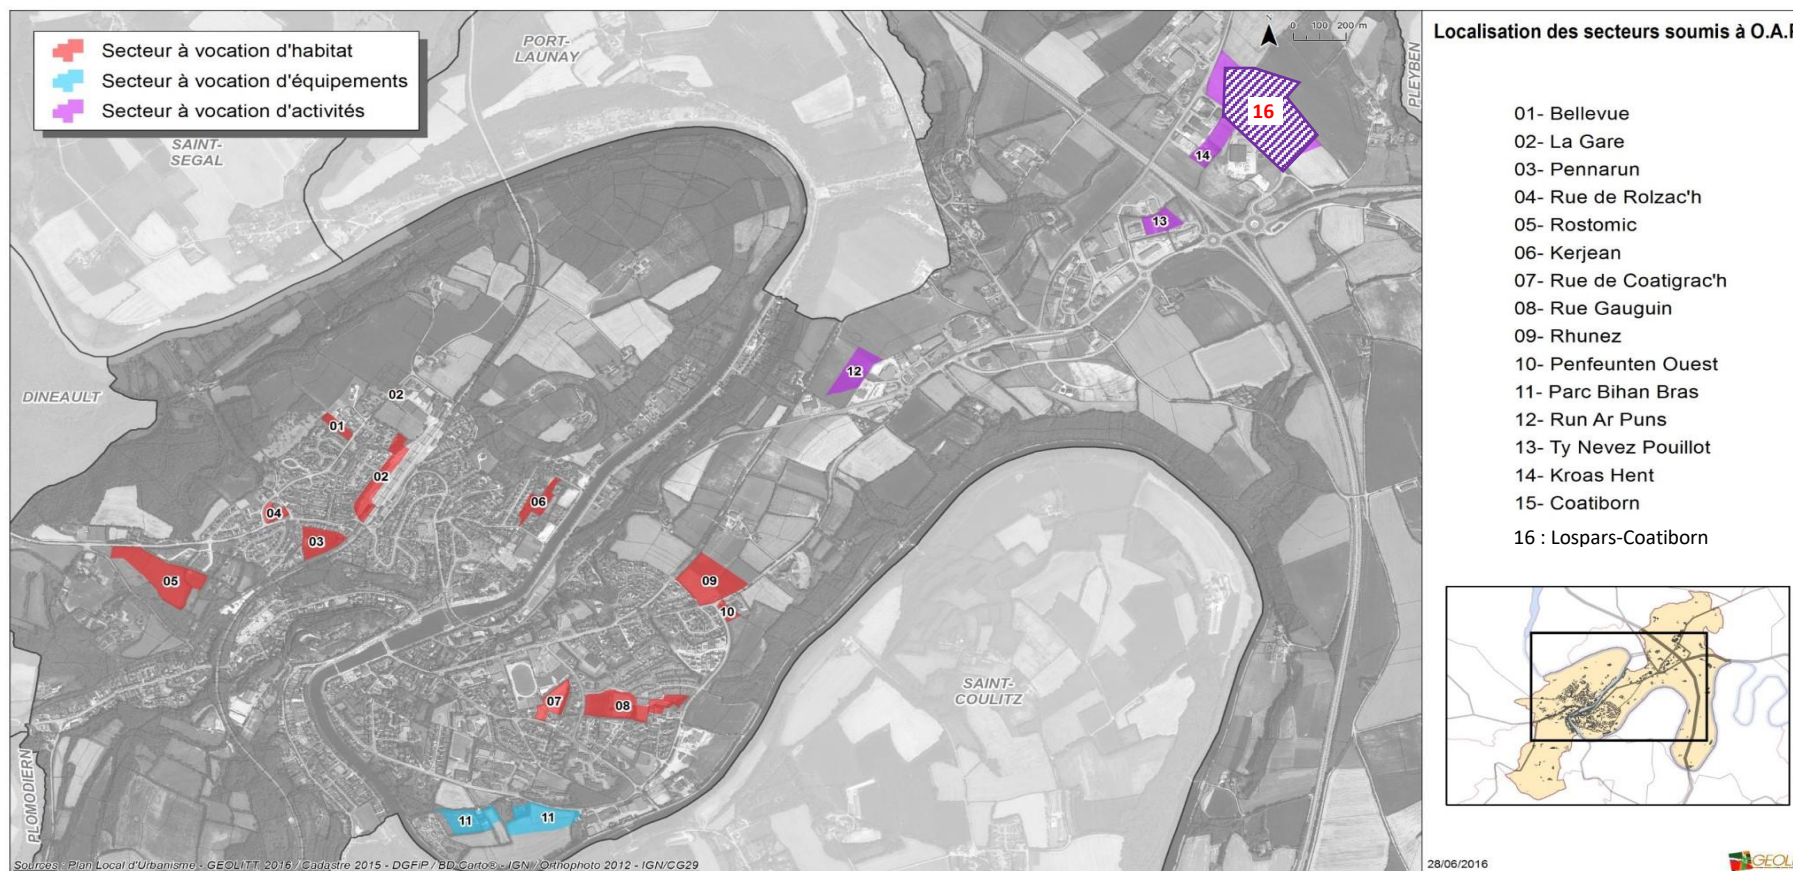 Secteur à vocation d'habitat
Secteur à vocation d'équipements
Secteur à vocation d'activités
PORT-
LAUNAY
SAINT-
SEGAL
DINEAULT
PLOMODIERN
SAINT-
COULITZ
PLEYBEN
N
0 100 200 m
16
14
13
12
02
01
02
04
03
05
06
09
10
07
08
11
11
Sources : Plan Local d'Urbanisme - GEOLITT, 2016 / Cadastre 2015 - DGFiP / BD Carto® - IGN / Orthophoto 2012 - IGN/CG29
Localisation des secteurs soumis à O.A.P
01- Bellevue
02- La Gare
03- Pennarun
04- Rue de Rolzac'h
05- Rostomic
06- Kerjean
07- Rue de Coatigrac'h
08- Rue Gauguin
09- Rhunez
10- Penfeunten Ouest
11- Parc Bihan Bras
12- Run Ar Puns
13- Ty Nevez Pouillot
14- Kroas Hent
15- Coatiborn
16 : Lospars-Coatiborn
28/06/2016
GEOLI